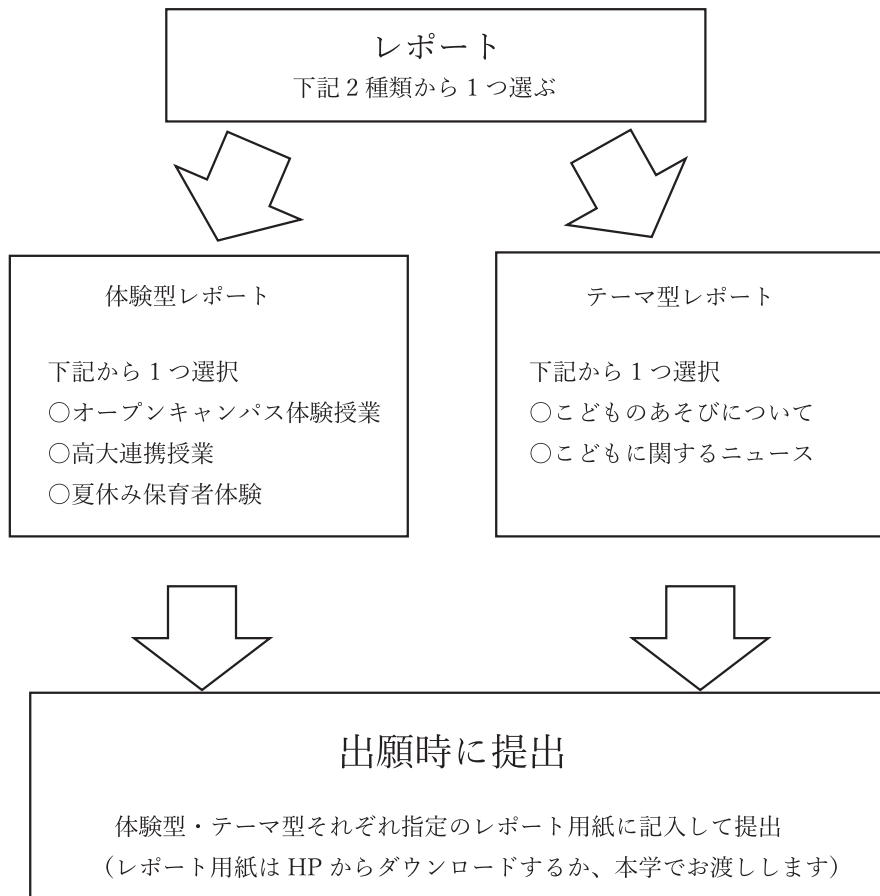 レポート
下記2種類から1つ選ぶ
体験型レポート
下記から1つ選択
○オープンキャンパス体験授業
○高大連携授業
○夏休み保育者体験
テーマ型レポート
下記から1つ選択
○こどものあそびについて
○こどもに関するニュース
出願時に提出
体験型・テーマ型それぞれ指定のレポート用紙に記入して提出
（レポート用紙は HP からダウンロードするか、本学でお渡しします）